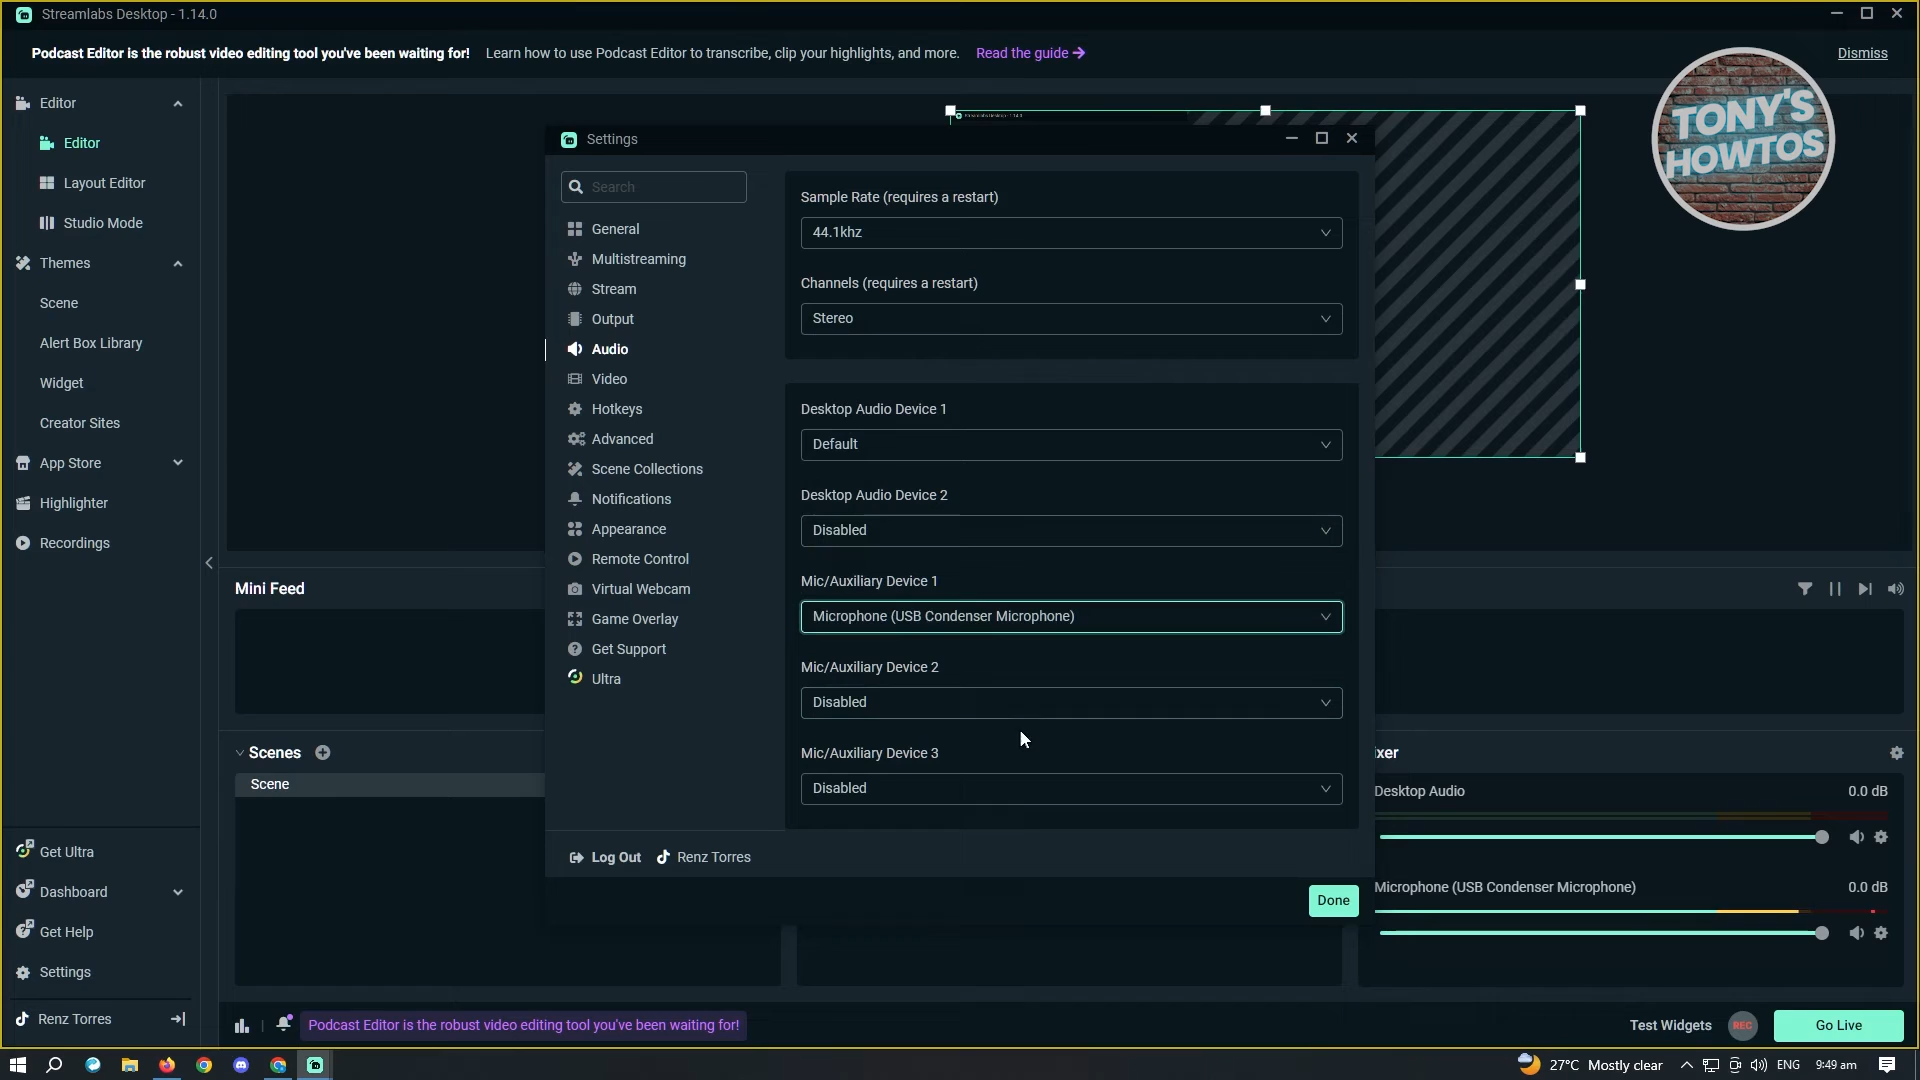 Streamlabs Desktop - 1.14.0
Podcast Editor is the robust video editing tool you've been waiting for! Learn how to use Podcast Editor to transcribe, clip your highlights, and more. Read the guide → Dismiss
TONY'S
HOWTOS
Editor
Editor
Layout Editor
Studio Mode
Themes
Scene
Alert Box Library
Widget
Creator Sites
App Store
Highlighter
Recordings
Get Ultra
Dashboard
Get Help
Settings
Renz Torres
Streamlabs Desktop - 1.14.0
Settings
Search
General
Multistreaming
Stream
Output
Audio
Video
Hotkeys
Advanced
Scene Collections
Notifications
Appearance
Remote Control
Virtual Webcam
Game Overlay
Get Support
Ultra
Sample Rate (requires a restart)
44.1khz
Channels (requires a restart)
Stereo
Desktop Audio Device 1
Default
Desktop Audio Device 2
Disabled
Mic/Auxiliary Device 1
Microphone (USB Condenser Microphone)
Mic/Auxiliary Device 2
Disabled
Mic/Auxiliary Device 3
Disabled
Log Out Renz Torres
Done
Mini Feed
Scenes
Scene
ixer
Desktop Audio 0.0 dB
Microphone (USB Condenser Microphone) 0.0 dB
Podcast Editor is the robust video editing tool you've been waiting for!
Test Widgets REC Go Live
27°C Mostly clear ENG 9:49 am